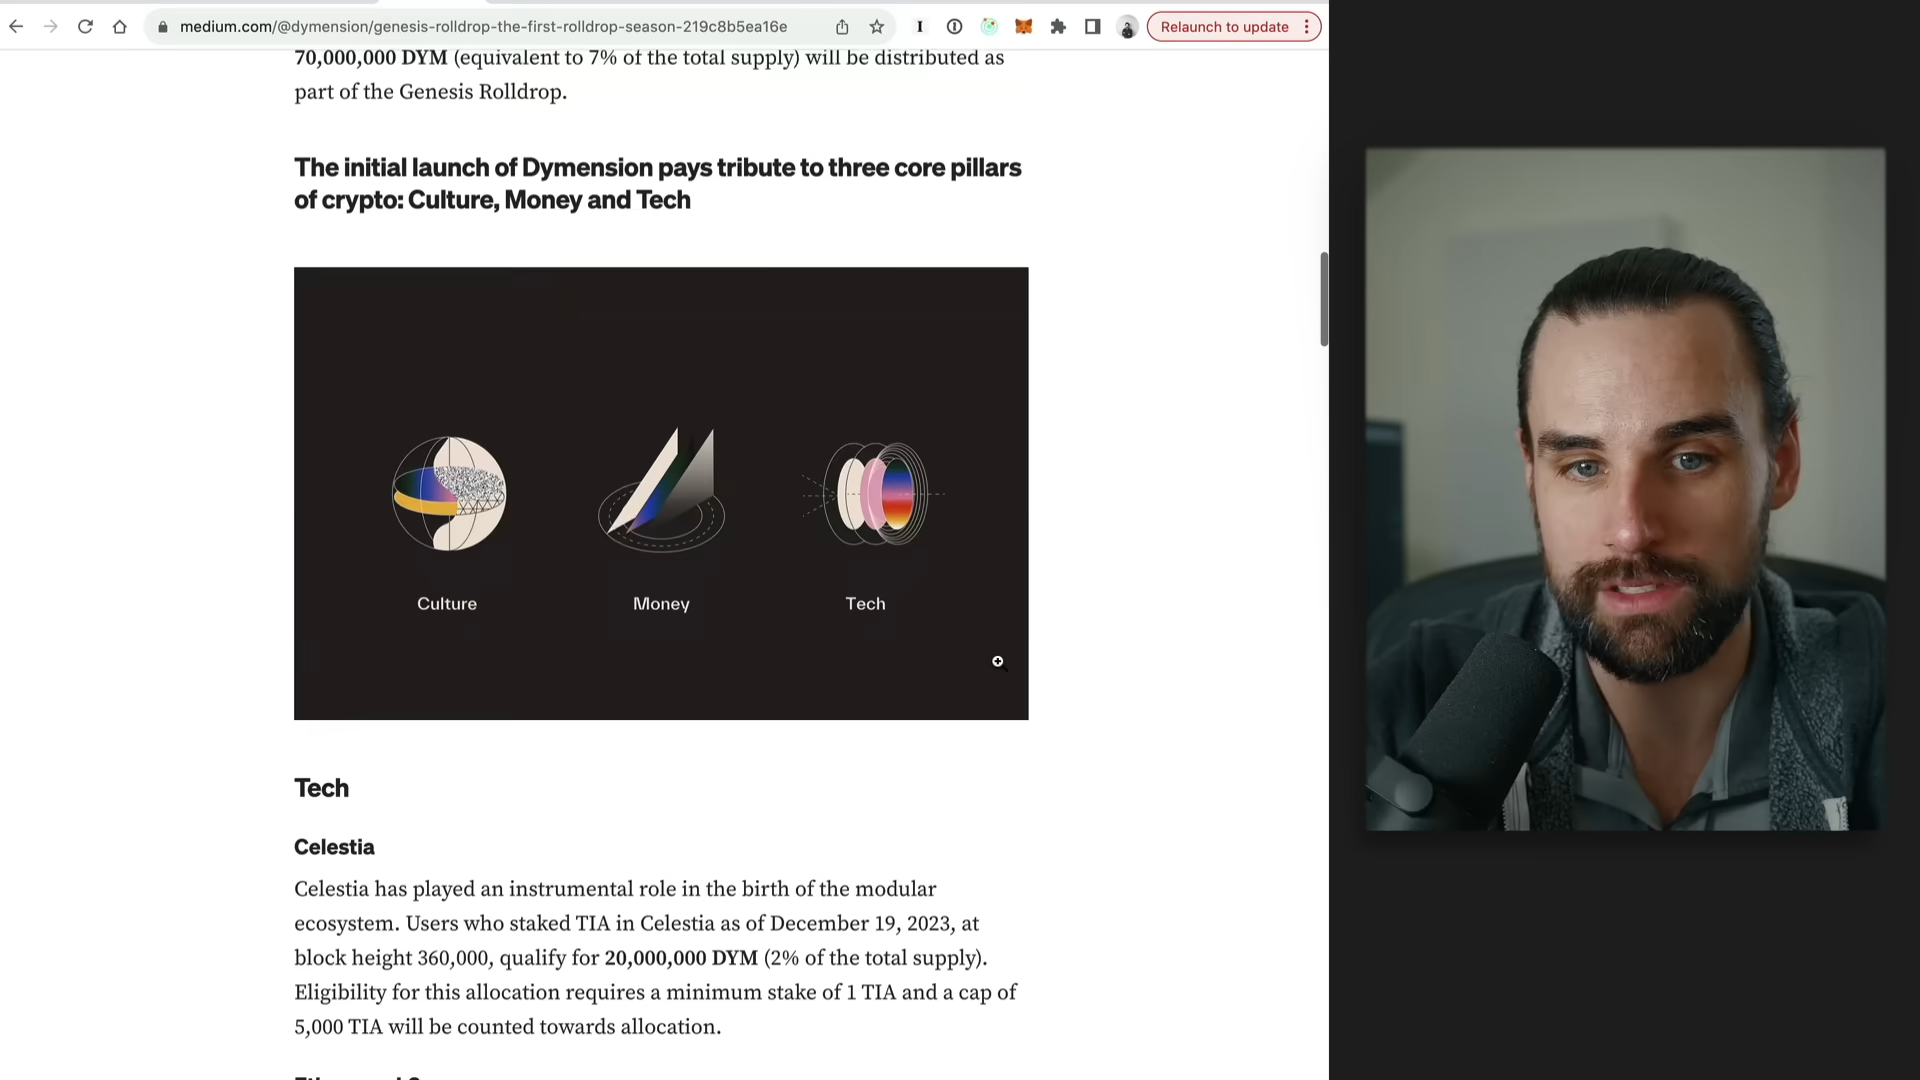 medium.com/@dymension/genesis-rolldrop-the-first-rolldrop-season-219c8b5ea16e
Relaunch to update
70,000,000 DYM (equivalent to 7% of the total supply) will be distributed as
part of the Genesis Rolldrop.
The initial launch of Dymension pays tribute to three core pillars
of crypto: Culture, Money and Tech
Culture
Money
Tech
Tech
Celestia
Celestia has played an instrumental role in the birth of the modular
ecosystem. Users who staked TIA in Celestia as of December 19, 2023, at
block height 360,000, qualify for 20,000,000 DYM (2% of the total supply).
Eligibility for this allocation requires a minimum stake of 1 TIA and a cap of
5,000 TIA will be counted towards allocation.